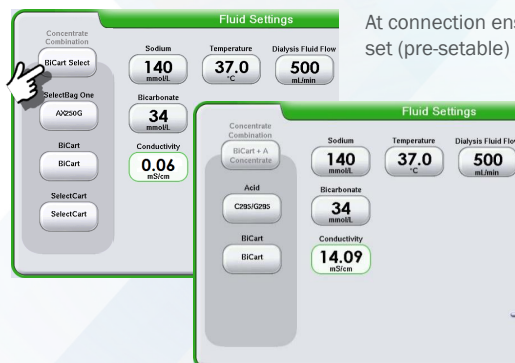 At connection ens
set (pre-setable)
Fluid Settings
Concentrate
Combination
BiCart Select
SelectBag One
AX250G
BiCart
BiCart
SelectCart
SelectCart
Sodium
140
mmol/L
Temperature
37.0
°C
Dialysis Fluid Flow
500
mL/min
Bicarbonate
34
mmol/L
Conductivity
0.06
mS/cm
Fluid Settings
Concentrate
Combination
BiCart + A
Concentrate
Acid
C295/G295
BiCart
BiCart
Sodium
140
mmol/L
Temperature
37.0
°C
Dialysis Fluid Flo
500
mL/min
Bicarbonate
34
mmol/L
Conductivity
14.09
mS/cm